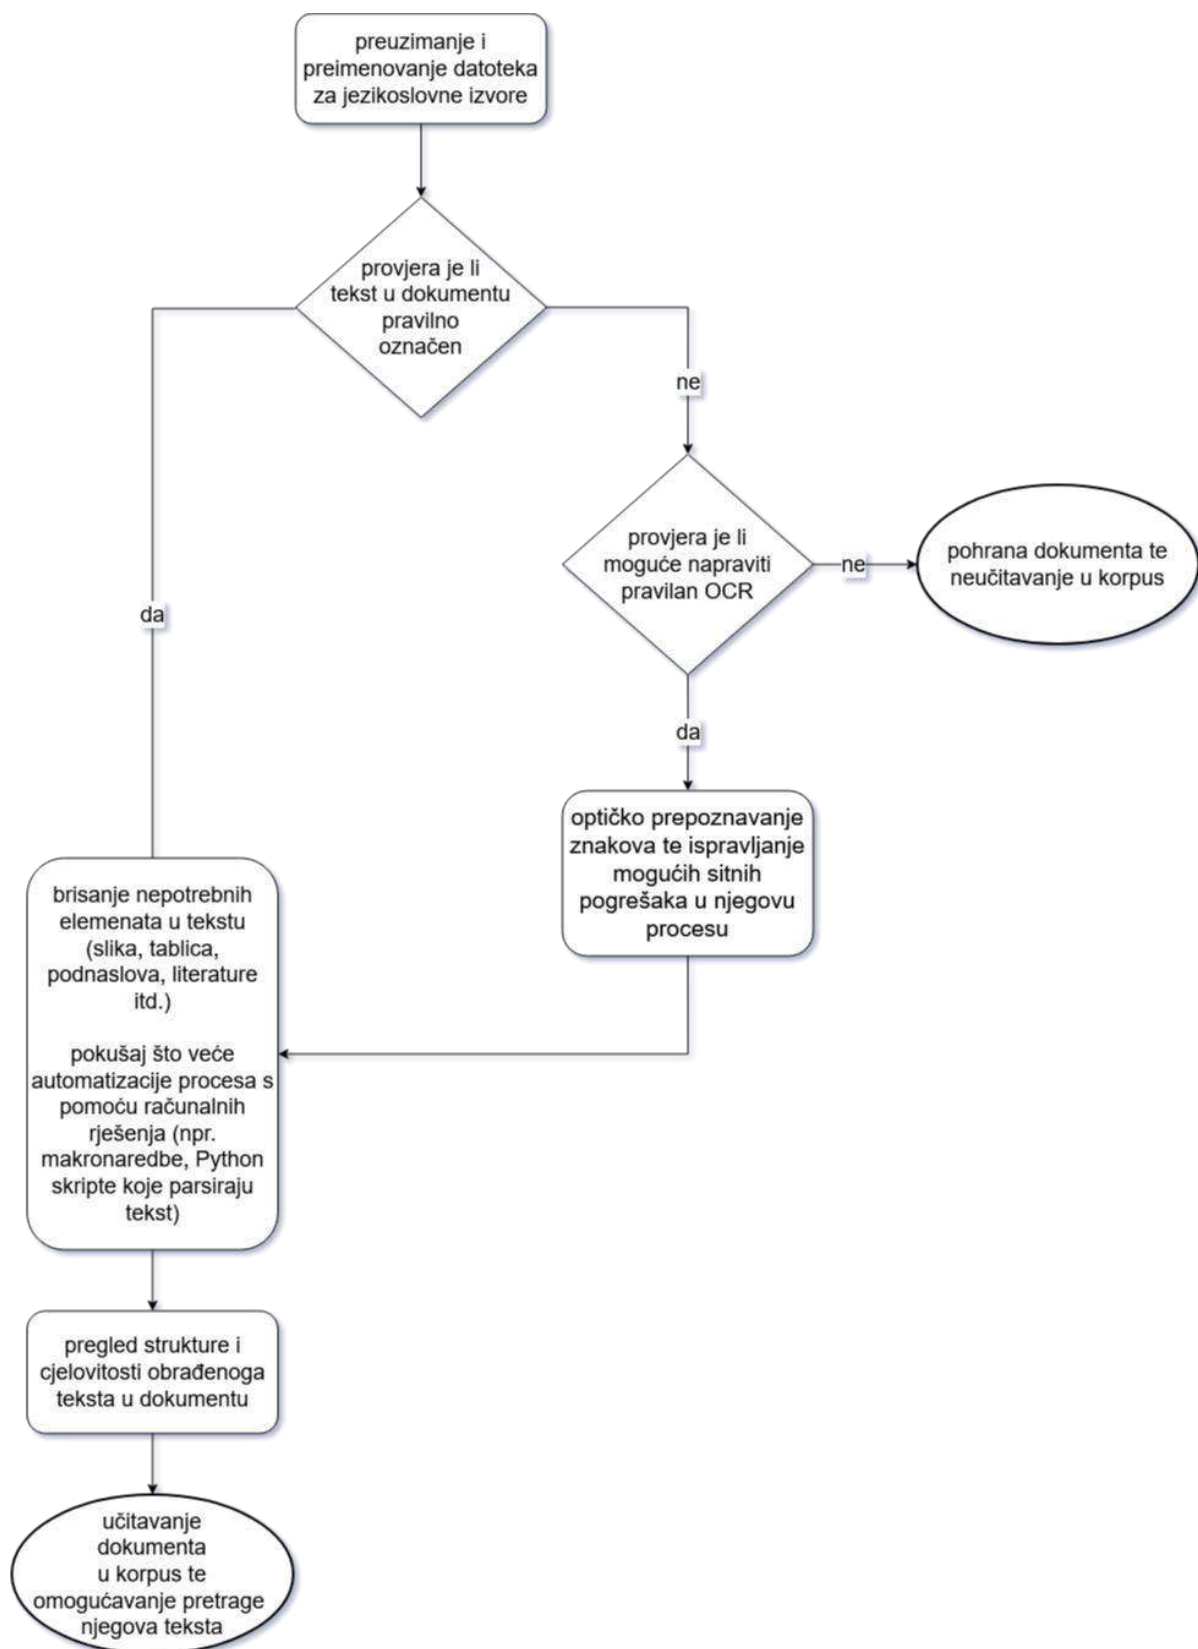 preuzimanje i
preimenovanje datoteka
za jezikoslovne izvore
provjera je li
tekst u dokumentu
pravilno
označen
ne
da
provjera je li
moguće napraviti
pravilan OCR
ne
pohrana dokumenta te
neučitavanje u korpus
da
optičko prepoznavanje
znakova te ispravljanje
mogućih sitnih
pogrešaka u njegovu
procesu
brisanje nepotrebnih
elemenata u tekstu
(slika, tablica,
podnaslova, literature
itd.)
pokušaj što veće
automatizacije procesa s
pomoću računalnih
rješenja (npr.
makronaredbe, Python
skripte koje parsiraju
tekst)
pregled strukture i
cjelovitosti obrađenoga
teksta u dokumentu
učitavanje
dokumenta
u korpus te
omogućavanje pretrage
njegova teksta